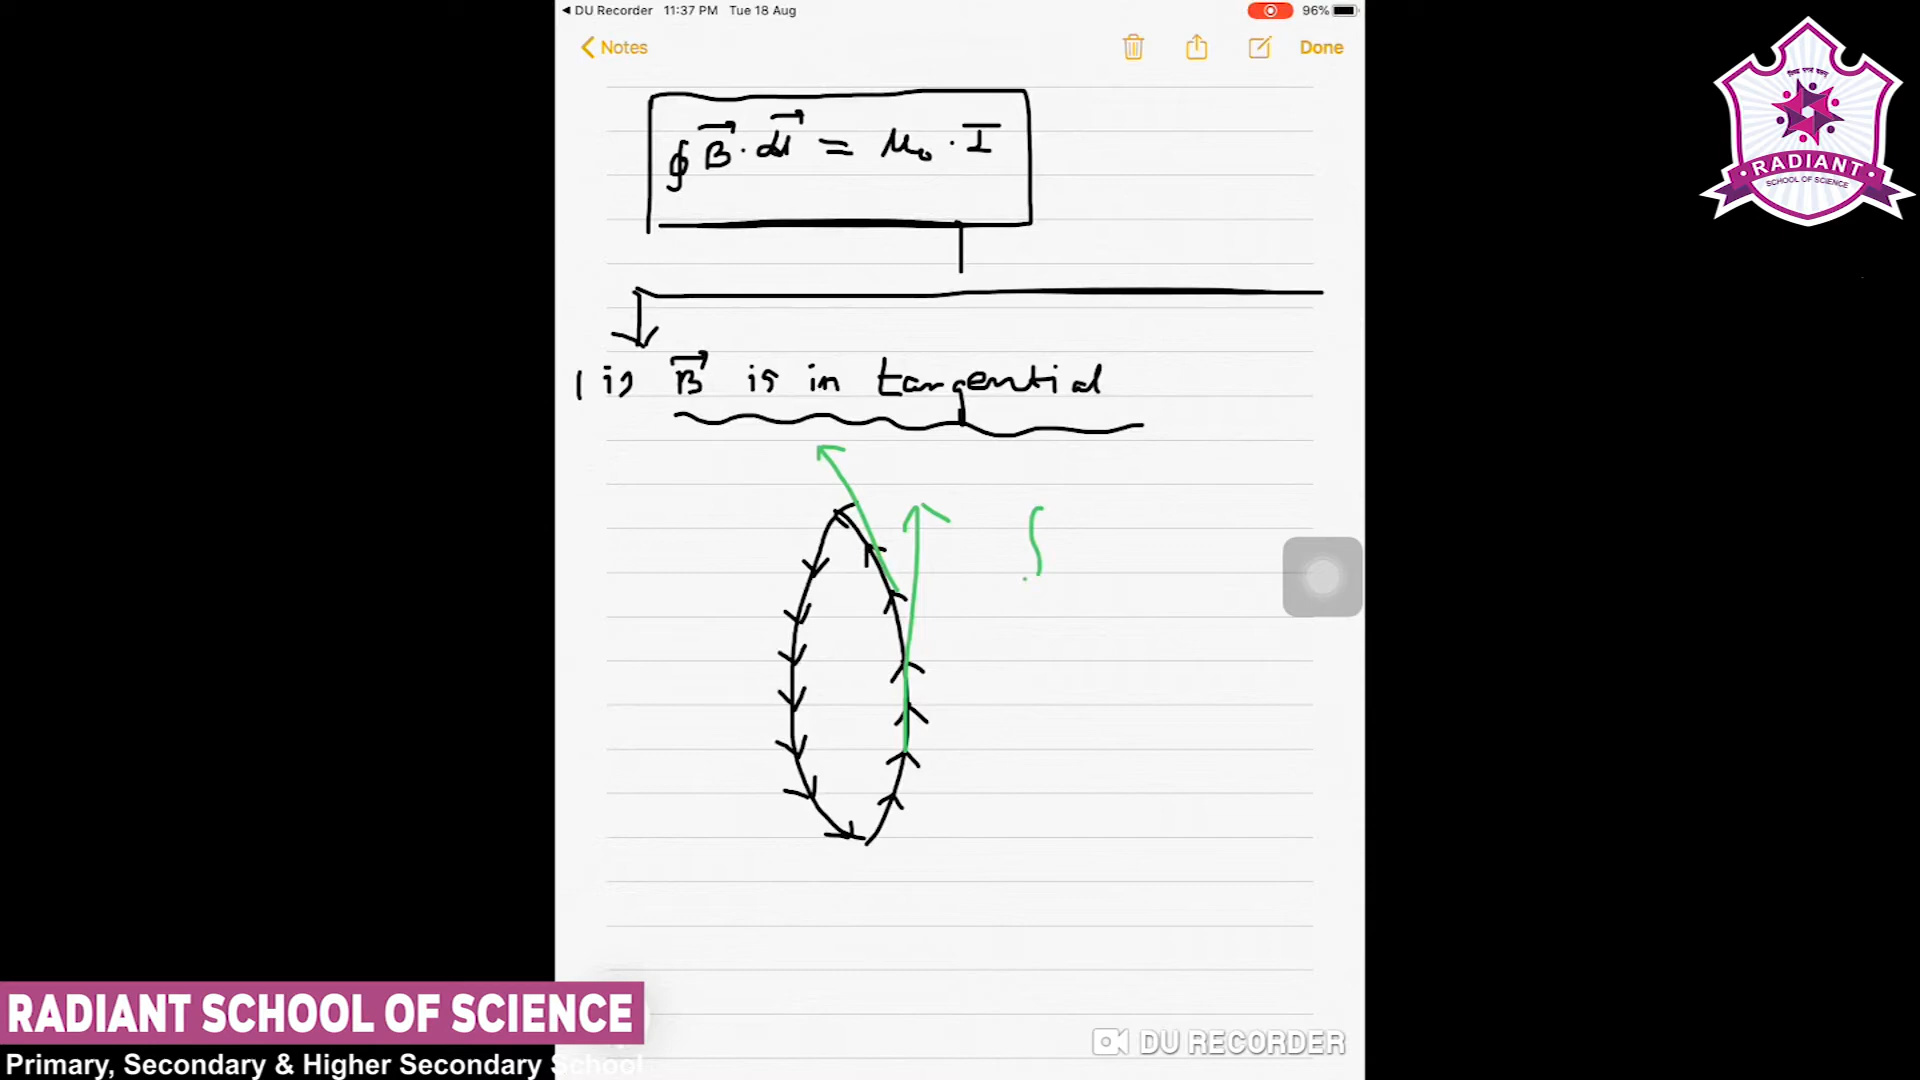 DU Recorder 11:37 PM Tue 18 Aug 96%
Notes Done
∮ B⃗ · dl⃗ = μ₀ · I
(i) B⃗ is in tangential
∫
RADIANT
SCHOOL OF SCIENCE
DU RECORDER
RADIANT SCHOOL OF SCIENCE
Primary, Secondary & Higher Secondary School